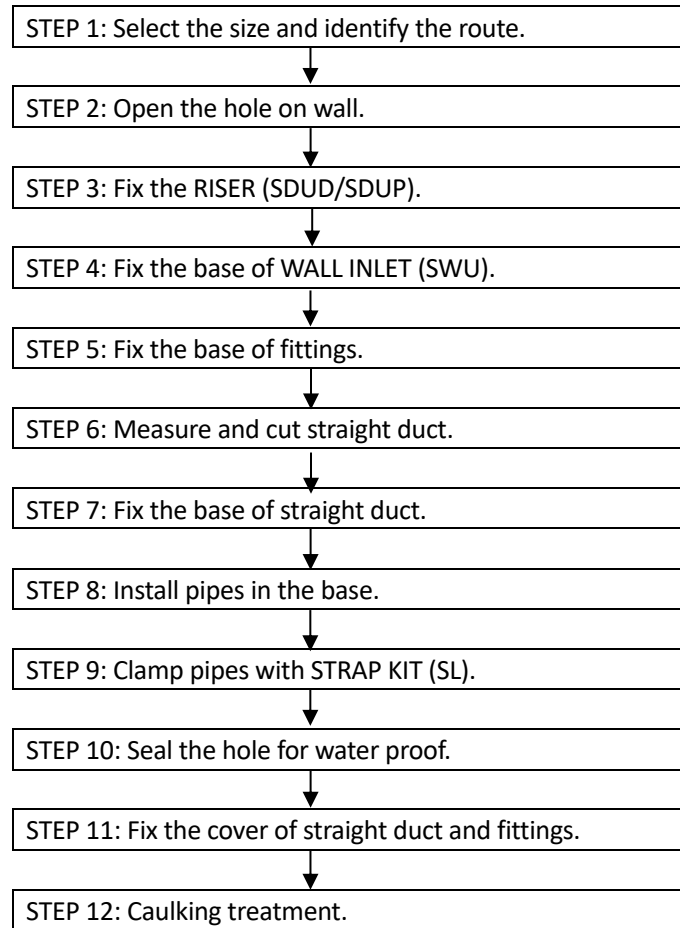 STEP 1: Select the size and identify the route.
STEP 2: Open the hole on wall.
STEP 3: Fix the RISER (SDUD/SDUP).
STEP 4: Fix the base of WALL INLET (SWU).
STEP 5: Fix the base of fittings.
STEP 6: Measure and cut straight duct.
STEP 7: Fix the base of straight duct.
STEP 8: Install pipes in the base.
STEP 9: Clamp pipes with STRAP KIT (SL).
STEP 10: Seal the hole for water proof.
STEP 11: Fix the cover of straight duct and fittings.
STEP 12: Caulking treatment.